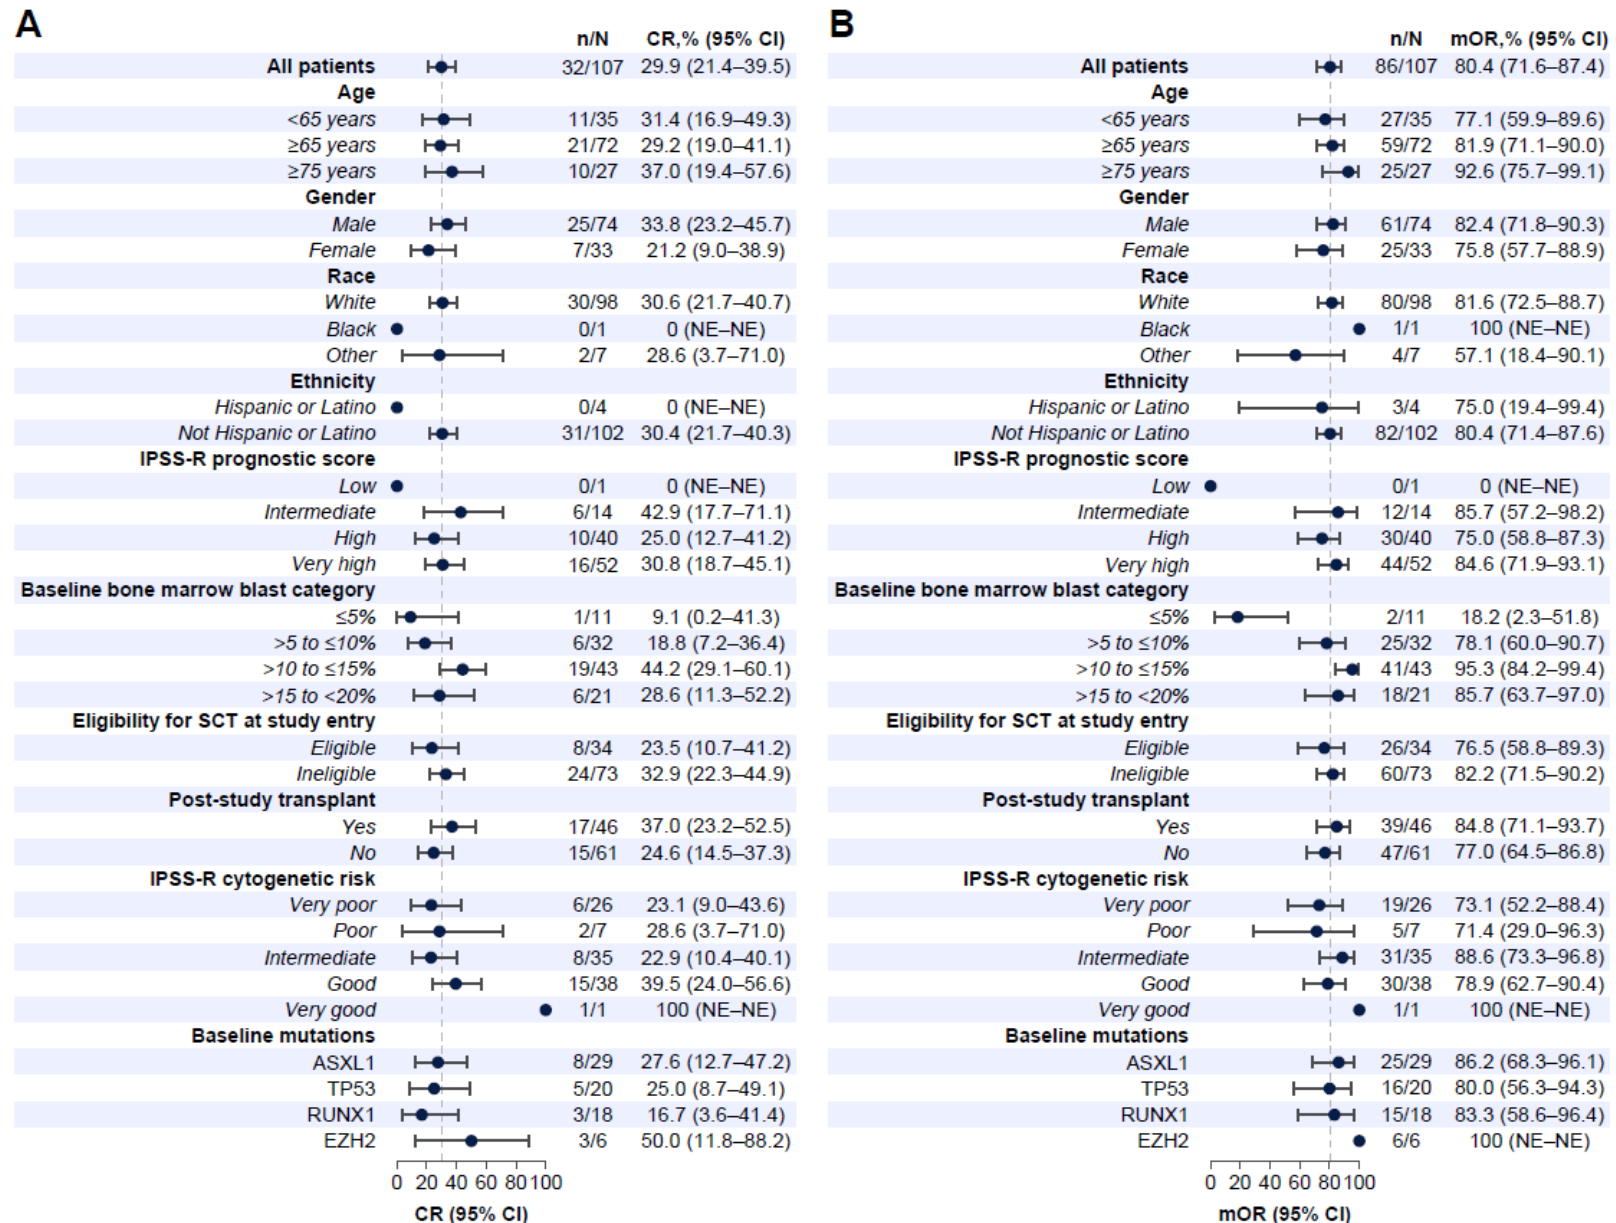 A
n/N CR,% (95% CI)
All patients 32/107 29.9 (21.4–39.5)
Age
<65 years 11/35 31.4 (16.9–49.3)
≥65 years 21/72 29.2 (19.0–41.1)
≥75 years 10/27 37.0 (19.4–57.6)
Gender
Male 25/74 33.8 (23.2–45.7)
Female 7/33 21.2 (9.0–38.9)
Race
White 30/98 30.6 (21.7–40.7)
Black 0/1 0 (NE–NE)
Other 2/7 28.6 (3.7–71.0)
Ethnicity
Hispanic or Latino 0/4 0 (NE–NE)
Not Hispanic or Latino 31/102 30.4 (21.7–40.3)
IPSS-R prognostic score
Low 0/1 0 (NE–NE)
Intermediate 6/14 42.9 (17.7–71.1)
High 10/40 25.0 (12.7–41.2)
Very high 16/52 30.8 (18.7–45.1)
Baseline bone marrow blast category
≤5% 1/11 9.1 (0.2–41.3)
>5 to ≤10% 6/32 18.8 (7.2–36.4)
>10 to ≤15% 19/43 44.2 (29.1–60.1)
>15 to <20% 6/21 28.6 (11.3–52.2)
Eligibility for SCT at study entry
Eligible 8/34 23.5 (10.7–41.2)
Ineligible 24/73 32.9 (22.3–44.9)
Post-study transplant
Yes 17/46 37.0 (23.2–52.5)
No 15/61 24.6 (14.5–37.3)
IPSS-R cytogenetic risk
Very poor 6/26 23.1 (9.0–43.6)
Poor 2/7 28.6 (3.7–71.0)
Intermediate 8/35 22.9 (10.4–40.1)
Good 15/38 39.5 (24.0–56.6)
Very good 1/1 100 (NE–NE)
Baseline mutations
ASXL1 8/29 27.6 (12.7–47.2)
TP53 5/20 25.0 (8.7–49.1)
RUNX1 3/18 16.7 (3.6–41.4)
EZH2 3/6 50.0 (11.8–88.2)
0 20 40 60 80 100
CR (95% CI)
B
n/N mOR,% (95% CI)
All patients 86/107 80.4 (71.6–87.4)
Age
<65 years 27/35 77.1 (59.9–89.6)
≥65 years 59/72 81.9 (71.1–90.0)
≥75 years 25/27 92.6 (75.7–99.1)
Gender
Male 61/74 82.4 (71.8–90.3)
Female 25/33 75.8 (57.7–88.9)
Race
White 80/98 81.6 (72.5–88.7)
Black 1/1 100 (NE–NE)
Other 4/7 57.1 (18.4–90.1)
Ethnicity
Hispanic or Latino 3/4 75.0 (19.4–99.4)
Not Hispanic or Latino 82/102 80.4 (71.4–87.6)
IPSS-R prognostic score
Low 0/1 0 (NE–NE)
Intermediate 12/14 85.7 (57.2–98.2)
High 30/40 75.0 (58.8–87.3)
Very high 44/52 84.6 (71.9–93.1)
Baseline bone marrow blast category
≤5% 2/11 18.2 (2.3–51.8)
>5 to ≤10% 25/32 78.1 (60.0–90.7)
>10 to ≤15% 41/43 95.3 (84.2–99.4)
>15 to <20% 18/21 85.7 (63.7–97.0)
Eligibility for SCT at study entry
Eligible 26/34 76.5 (58.8–89.3)
Ineligible 60/73 82.2 (71.5–90.2)
Post-study transplant
Yes 39/46 84.8 (71.1–93.7)
No 47/61 77.0 (64.5–86.8)
IPSS-R cytogenetic risk
Very poor 19/26 73.1 (52.2–88.4)
Poor 5/7 71.4 (29.0–96.3)
Intermediate 31/35 88.6 (73.3–96.8)
Good 30/38 78.9 (62.7–90.4)
Very good 1/1 100 (NE–NE)
Baseline mutations
ASXL1 25/29 86.2 (68.3–96.1)
TP53 16/20 80.0 (56.3–94.3)
RUNX1 15/18 83.3 (58.6–96.4)
EZH2 6/6 100 (NE–NE)
0 20 40 60 80 100
mOR (95% CI)